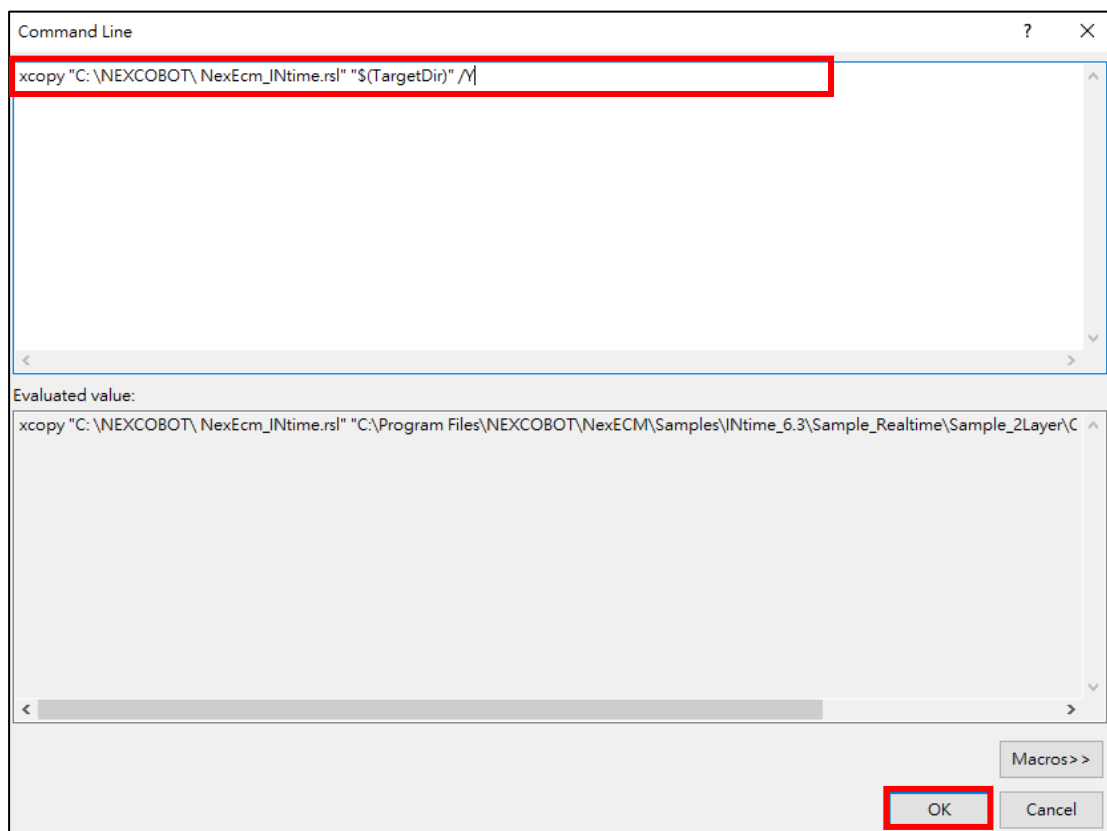 Command Line
xcopy "C: \NEXCOBOT\ NexEcm_INtime.rsl" "$(TargetDir)" /Y
Evaluated value:
xcopy "C: \NEXCOBOT\ NexEcm_INtime.rsl" "C:\Program Files\NEXCOBOT\NexECM\Samples\INtime_6.3\Sample_Realtime\Sample_2Layer\C
Macros>>
OK Cancel